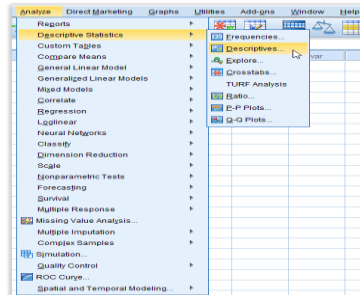 Analyze Direct Marketing Graphs Utilities Add-ons Window Help
Reports
Descriptive Statistics
Custom Tables
Compare Means
General Linear Model
Generalized Linear Models
Mixed Models
Correlate
Regression
Loglinear
Neural Networks
Classify
Dimension Reduction
Scale
Nonparametric Tests
Forecasting
Survival
Multiple Response
Missing Value Analysis...
Multiple Imputation
Complex Samples
Simulation...
Quality Control
ROC Curve...
Spatial and Temporal Modeling...
Frequencies...
Descriptives...
Explore...
Crosstabs...
TURF Analysis
Ratio...
P-P Plots...
Q-Q Plots...
var